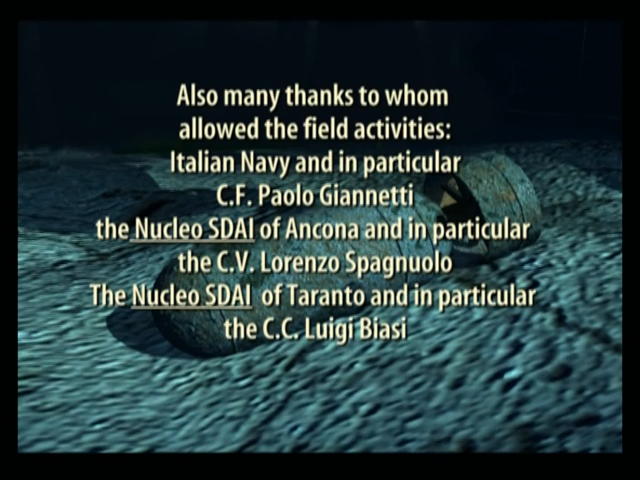 Also many thanks to whom
allowed the field activities:
Italian Navy and in particular
C.F. Paolo Giannetti
the Nucleo SDAI of Ancona and in particular
the C.V. Lorenzo Spagnuolo
The Nucleo SDAI of Taranto and in particular
the C.C. Luigi Biasi